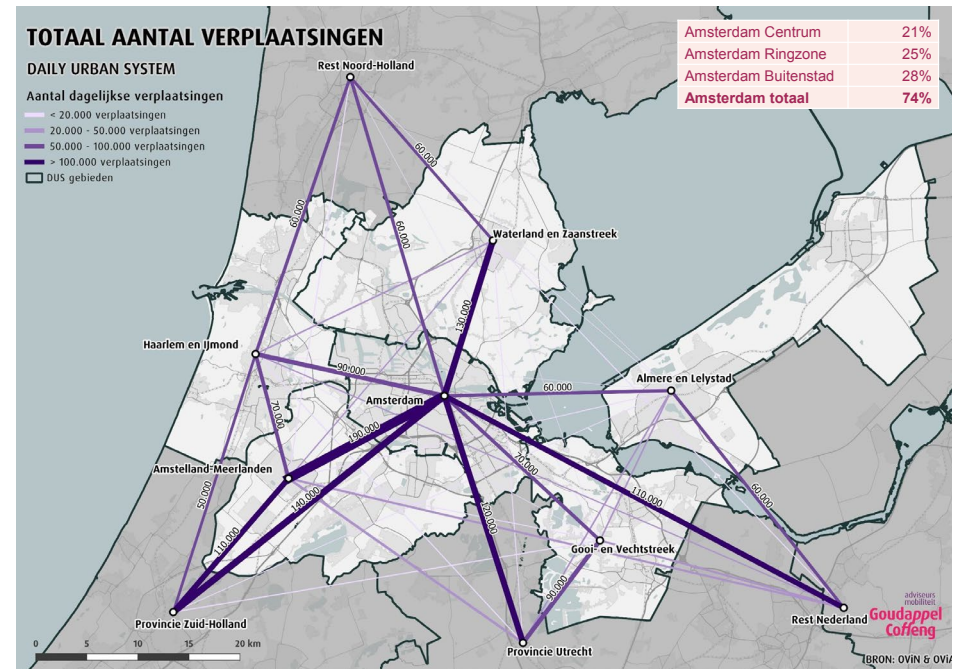 TOTAAL AANTAL VERPLAATSINGEN
DAILY URBAN SYSTEM
Aantal dagelijkse verplaatsingen
< 20.000 verplaatsingen
20.000 - 50.000 verplaatsingen
50.000 - 100.000 verplaatsingen
> 100.000 verplaatsingen
DUS gebieden
Amsterdam Centrum 21%
Amsterdam Ringzone 25%
Amsterdam Buitenstad 28%
Amsterdam totaal 74%
Rest Noord-Holland
60.000
60.000
60.000
Waterland en Zaanstreek
130.000
Haarlem en IJmond
90.000
Amsterdam
60.000
Almere en Lelystad
70.000
190.000
Amstelland-Meerlanden
50.000
140.000
110.000
120.000
70.000
110.000
60.000
Gooi- en Vechtstreek
90.000
Provincie Zuid-Holland
Provincie Utrecht
Rest Nederland
adviseurs
mobiliteit
Goudappel
Coffeng
0 5 10 15 20 km
BRON: OViN & OViA